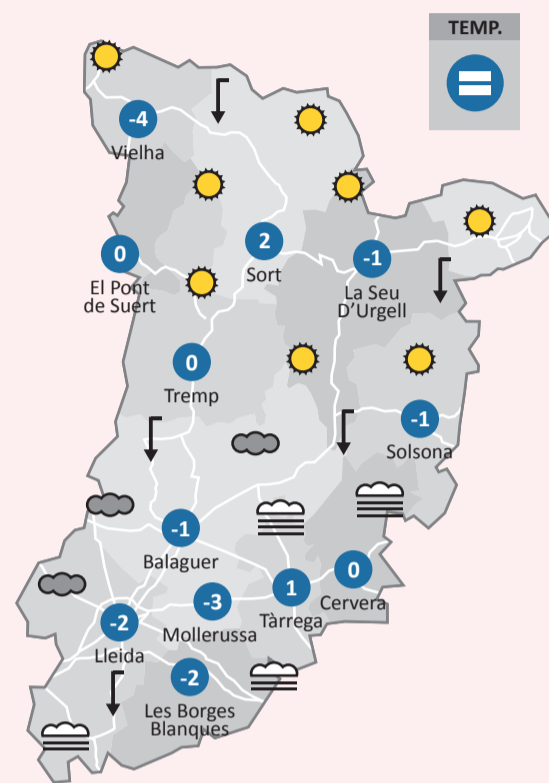 TEMP.
=
-4
Vielha
0
El Pont
de Suert
2
Sort
-1
La Seu
D'Urgell
0
Tremp
-1
Solsona
-1
Balaguer
0
Cervera
1
Tàrrega
-3
Mollerussa
-2
Lleida
-2
Les Borges
Blanques